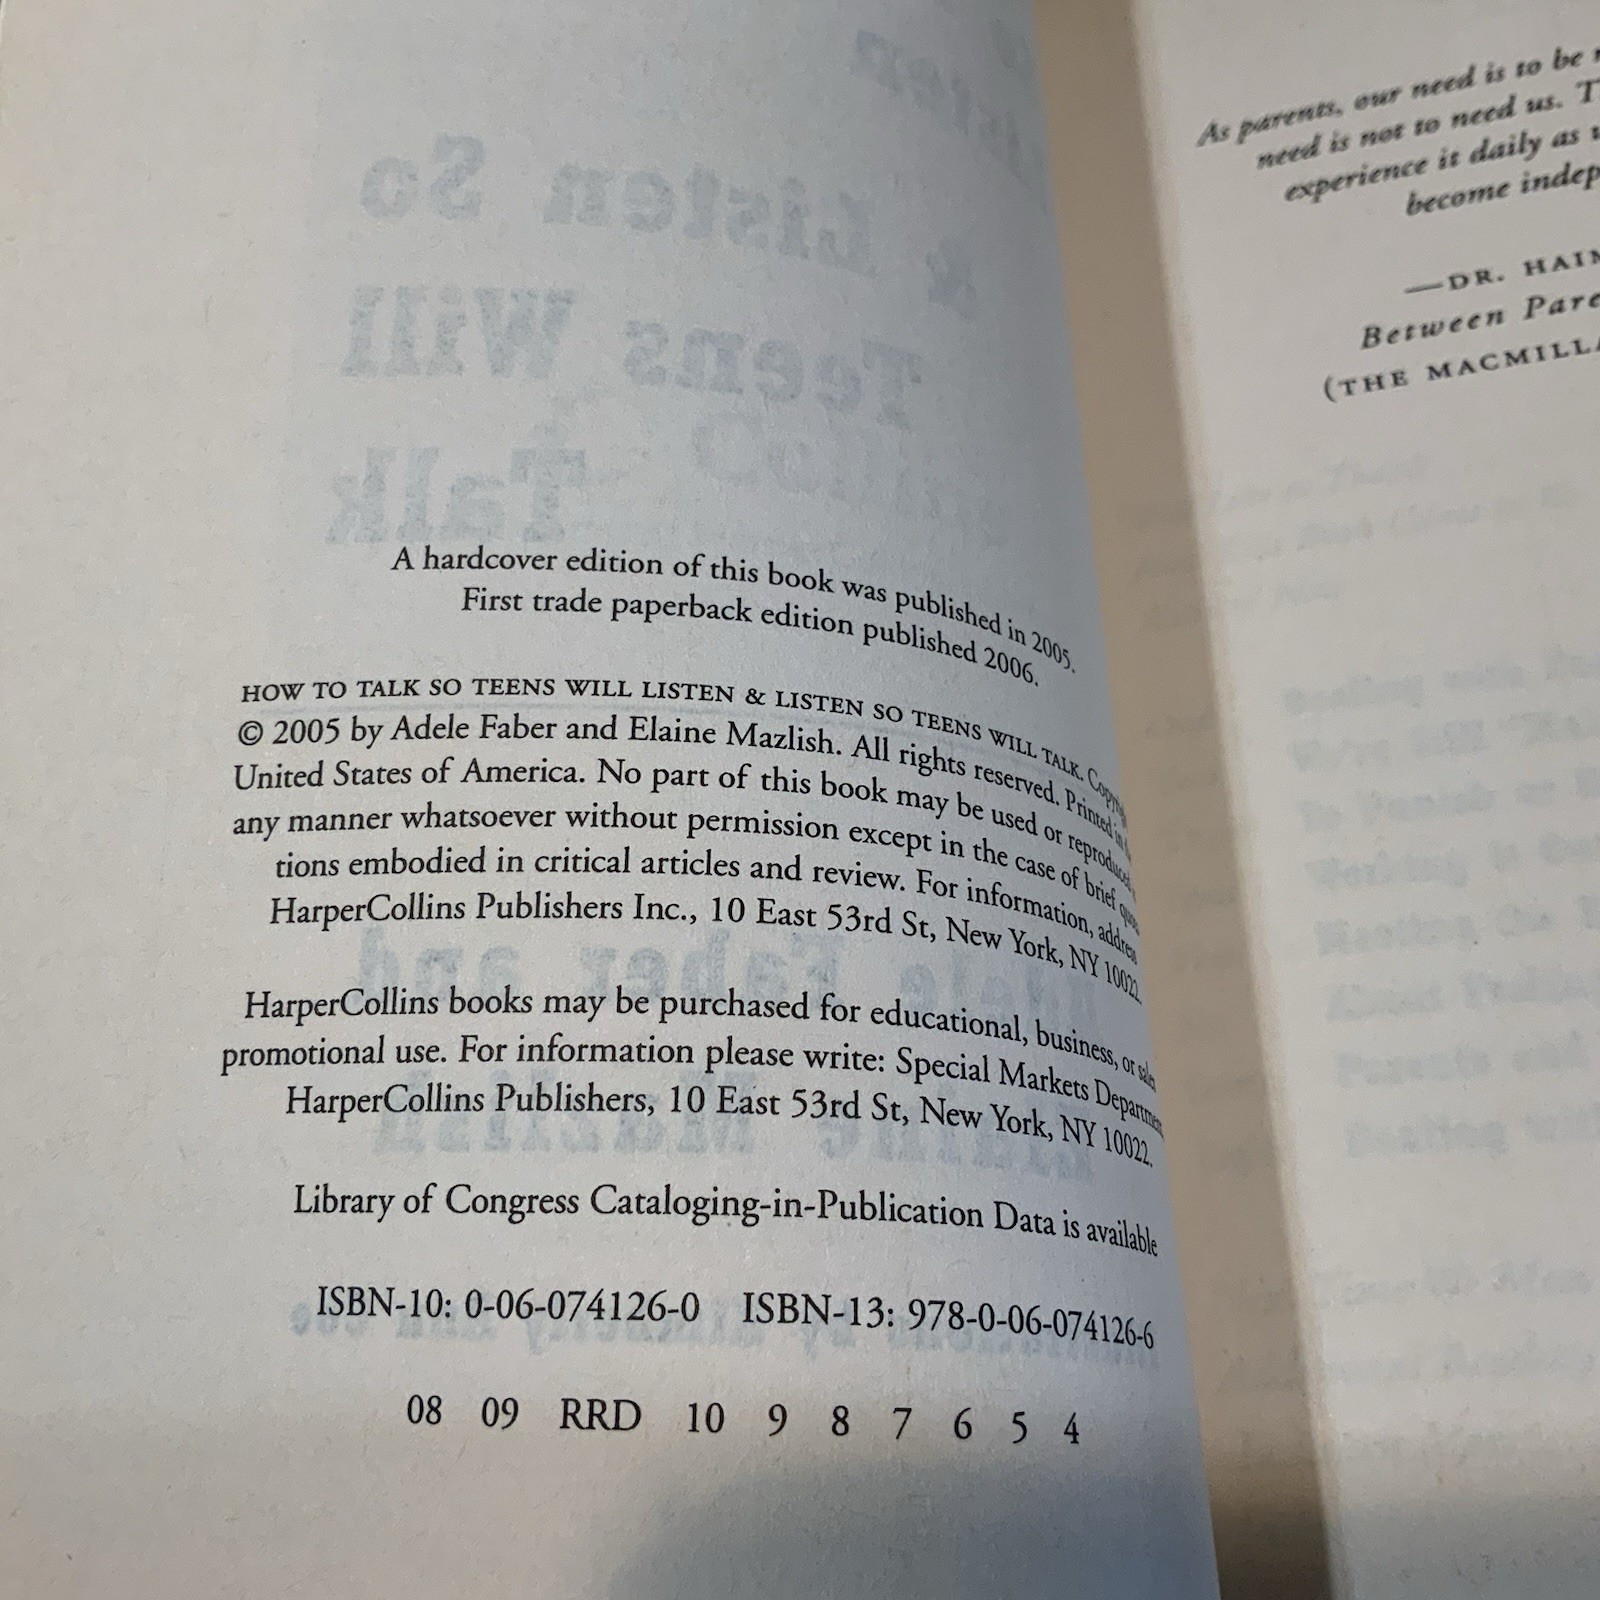 A hardcover edition of this book was published in 2005.
First trade paperback edition published 2006.
HOW TO TALK SO TEENS WILL LISTEN & LISTEN SO TEENS WILL TALK.
© 2005 by Adele Faber and Elaine Mazlish. All rights reserved. Printed in
United States of America. No part of this book may be used or reproduced
any manner whatsoever without permission except in the case of brief
tions embodied in critical articles and review. For information, address
HarperCollins Publishers Inc., 10 East 53rd St, New York, NY 10022.
HarperCollins books may be purchased for educational, business, or
promotional use. For information please write: Special Markets
HarperCollins Publishers, 10 East 53rd St, New York, NY 10022.
Library of Congress Cataloging-in-Publication Data is available
ISBN-10: 0-06-074126-0 ISBN-13: 978-0-06-074126-6
08 09 RRD 10 9 8 7 6 5 4
As parents, our need is to be
need is not to need us.
experience it daily as
become
—DR.
Between
(THE